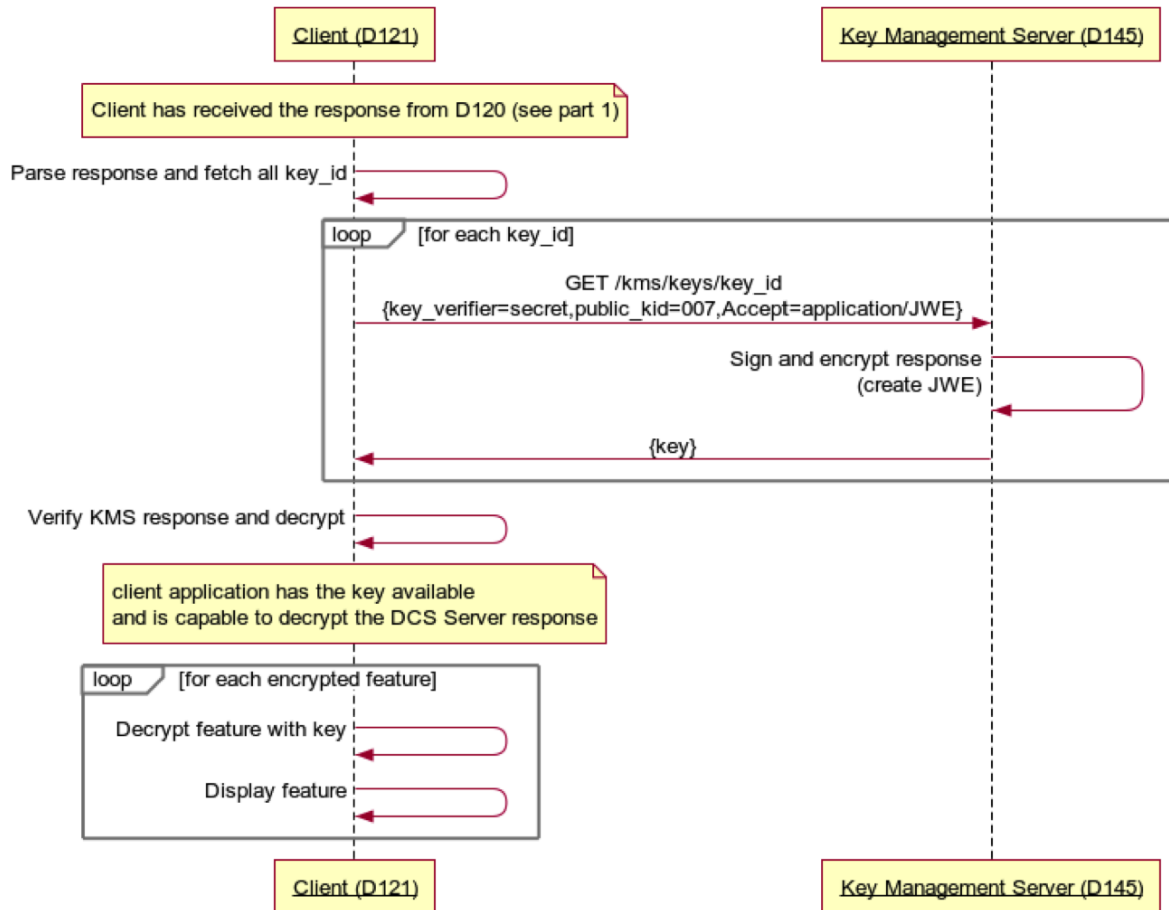 Client (D121)
Key Management Server (D145)
Client has received the response from D120 (see part 1)
Parse response and fetch all key_id
loop
[for each key_id]
GET /kms/keys/key_id
{key_verifier=secret,public_kid=007,Accept=application/JWE}
Sign and encrypt response
(create JWE)
{key}
Verify KMS response and decrypt
client application has the key available
and is capable to decrypt the DCS Server response
loop
[for each encrypted feature]
Decrypt feature with key
Display feature
Client (D121)
Key Management Server (D145)